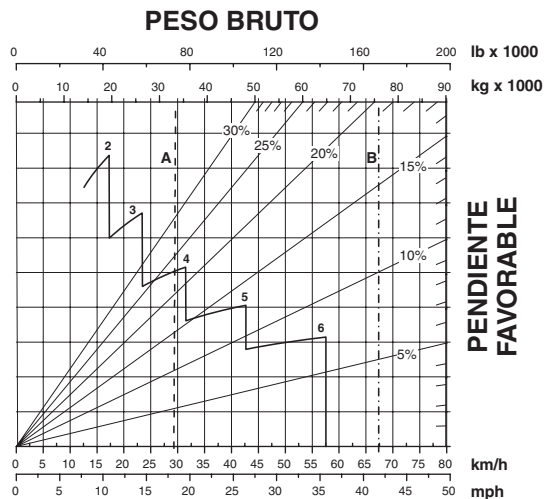 PESO BRUTO
0 40 80 120 140 160 200 lb x 1000
0 10 20 30 40 50 60 70 80 90 kg x 1000
2 A 30% 25% 20% B 15%
3
4 10%
5
6 5%
PENDIENTE
FAVORABLE
0 5 10 15 20 25 30 35 40 45 50 55 60 65 70 75 80 km/h
0 5 10 15 20 25 30 35 40 45 50 mph